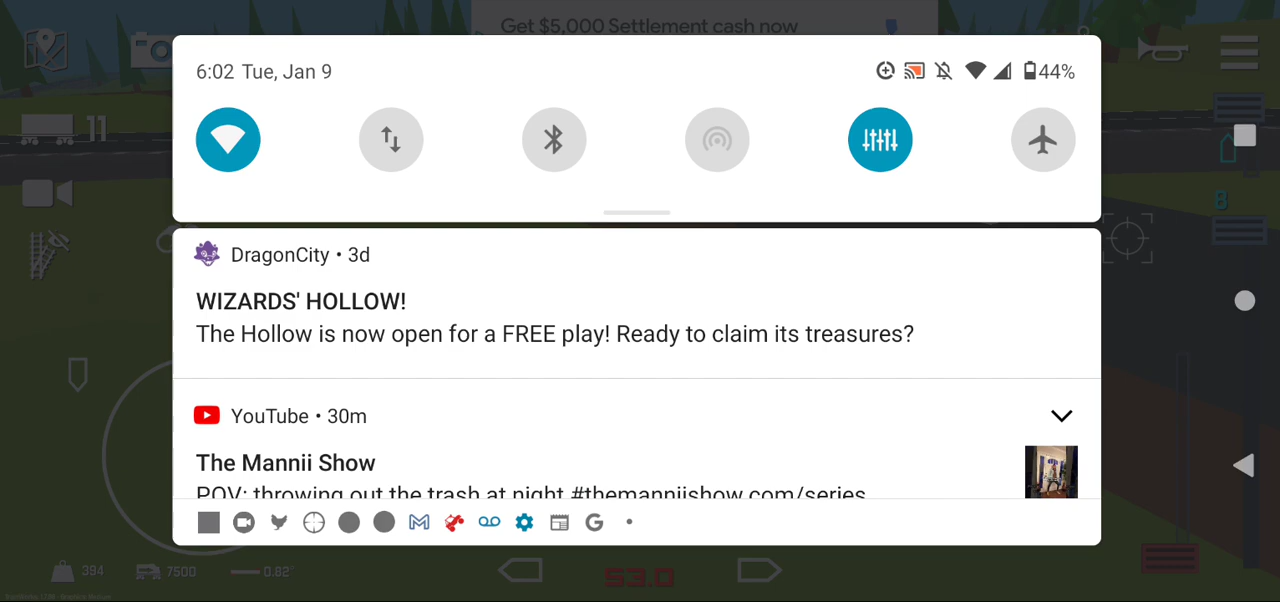 Get $5,000 Settlement cash now
6:02 Tue, Jan 9
44%
11
B
DragonCity • 3d
WIZARDS' HOLLOW!
The Hollow is now open for a FREE play! Ready to claim its treasures?
YouTube • 30m
The Mannii Show
POV: throwing out the trash at night #themanniishow.com/series
394
7500
0.82°
53.0